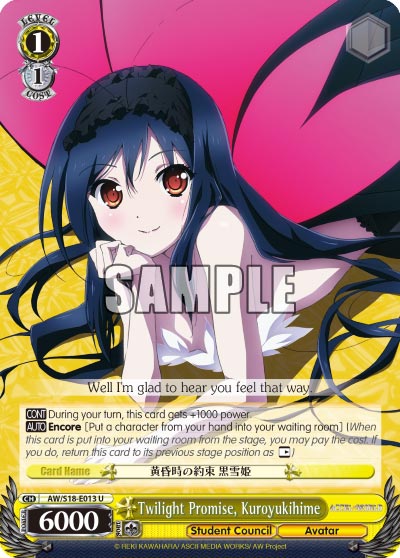 LEVEL
1
1
COST
SAMPLE
Well I'm glad to hear you feel that way.
CONT During your turn, this card gets +1000 power.
AUTO Encore [Put a character from your hand into your waiting room] (When
this card is put into your waiting room from the stage, you may pay the cost. If
you do, return this card to its previous stage position as
Card Name 黄昏時の約束 黒雪姫
CH AW/S18-E013 U
Twilight Promise, Kuroyukihime
POWER
6000
SOUL
Student Council
Avatar
© REKI KAWAHARA/ ASCII MEDIA WORKS/ AW Project